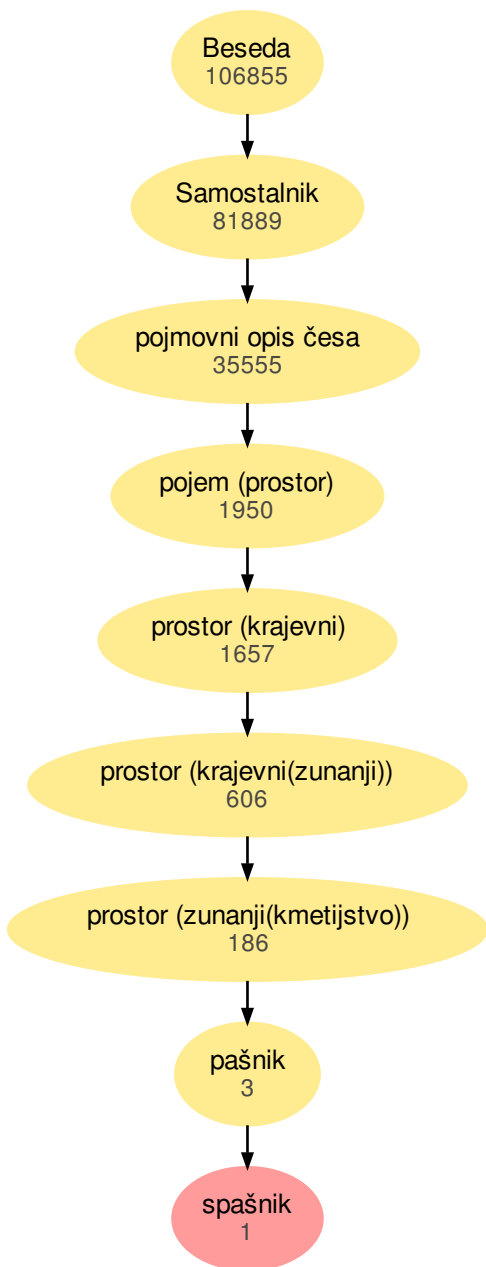 Beseda
106855
Samostalnik
81889
pojmovni opis česa
35555
pojem (prostor)
1950
prostor (krajevni)
1657
prostor (krajevni(zunanji))
606
prostor (zunanji(kmetijstvo))
186
pašnik
3
spašnik
1